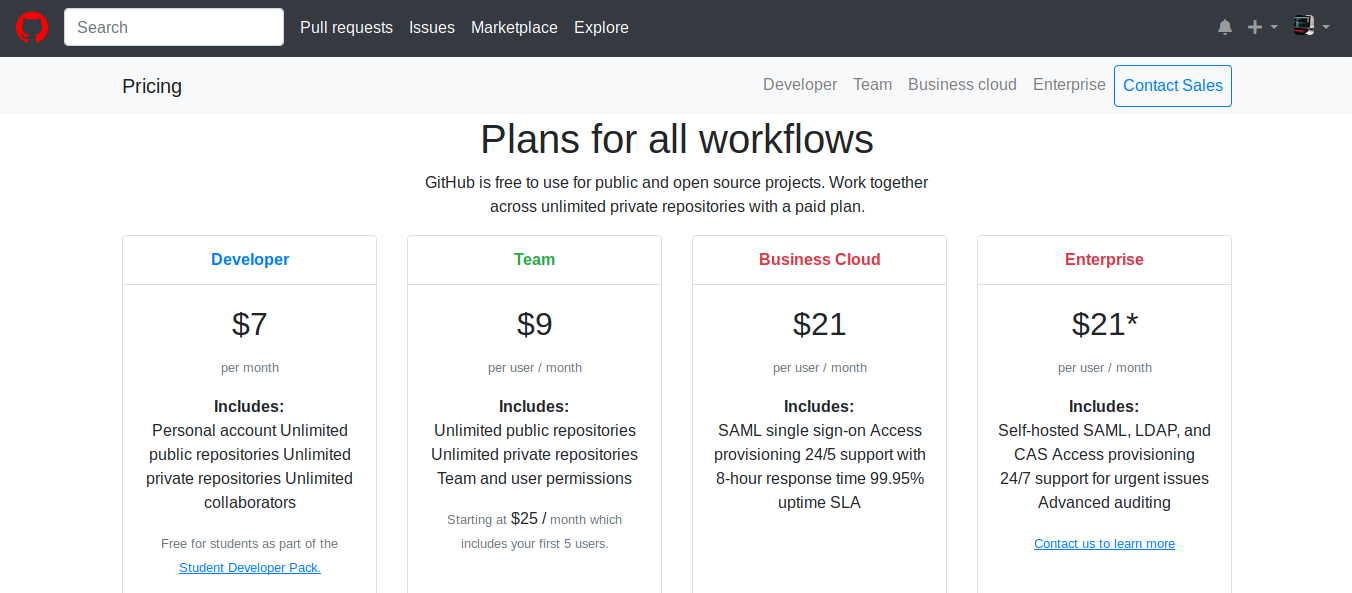 Search Pull requests Issues Marketplace Explore
Pricing Developer Team Business cloud Enterprise Contact Sales
Plans for all workflows
GitHub is free to use for public and open source projects. Work together
across unlimited private repositories with a paid plan.
Developer
$7
per month
Includes:
Personal account Unlimited
public repositories Unlimited
private repositories Unlimited
collaborators
Free for students as part of the
Student Developer Pack.
Team
$9
per user / month
Includes:
Unlimited public repositories
Unlimited private repositories
Team and user permissions
Starting at $25 / month which
includes your first 5 users.
Business Cloud
$21
per user / month
Includes:
SAML single sign-on Access
provisioning 24/5 support with
8-hour response time 99.95%
uptime SLA
Enterprise
$21*
per user / month
Includes:
Self-hosted SAML, LDAP, and
CAS Access provisioning
24/7 support for urgent issues
Advanced auditing
Contact us to learn more